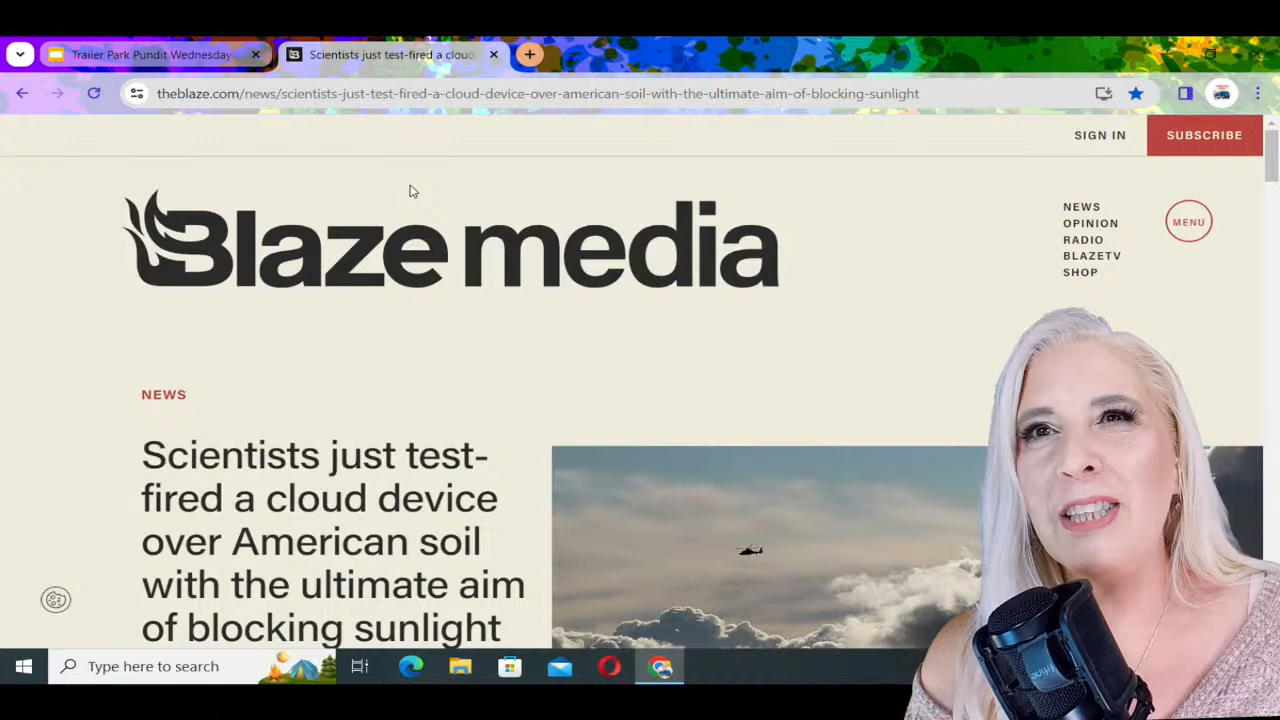 Trailer Park Pundit Wednesday
Scientists just test-fired a cloud
theblaze.com/news/scientists-just-test-fired-a-cloud-device-over-american-soil-with-the-ultimate-aim-of-blocking-sunlight
SIGN IN
SUBSCRIBE
Blaze media
NEWS
OPINION
RADIO
BLAZETV
SHOP
MENU
NEWS
Scientists just test-
fired a cloud device
over American soil
with the ultimate aim
of blocking sunlight
Type here to search